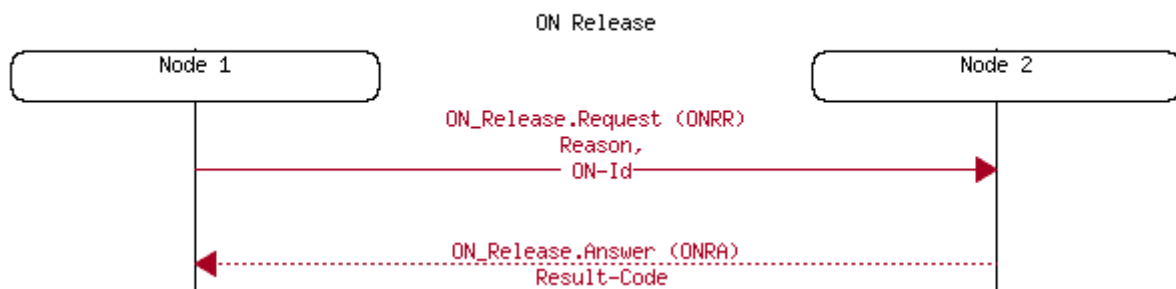 ON Release
Node 1
Node 2
ON_Release.Request (ONRR)
Reason,
ON-Id
ON_Release.Answer (ONRA)
Result-Code